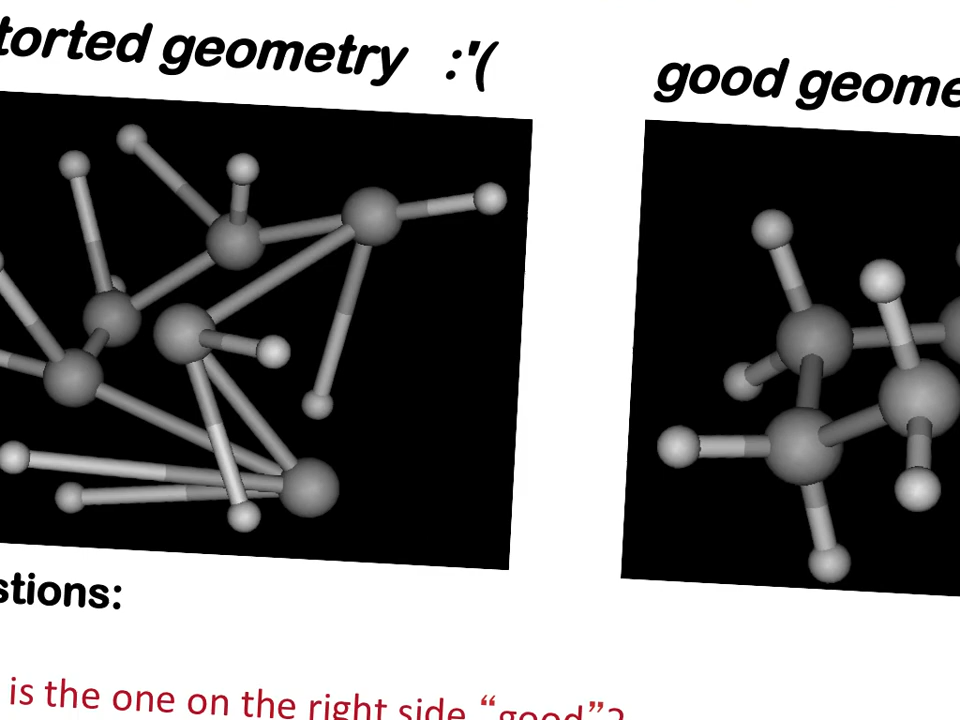 torted geometry :'(
good geome
stions:
is the one on the right side “good”?